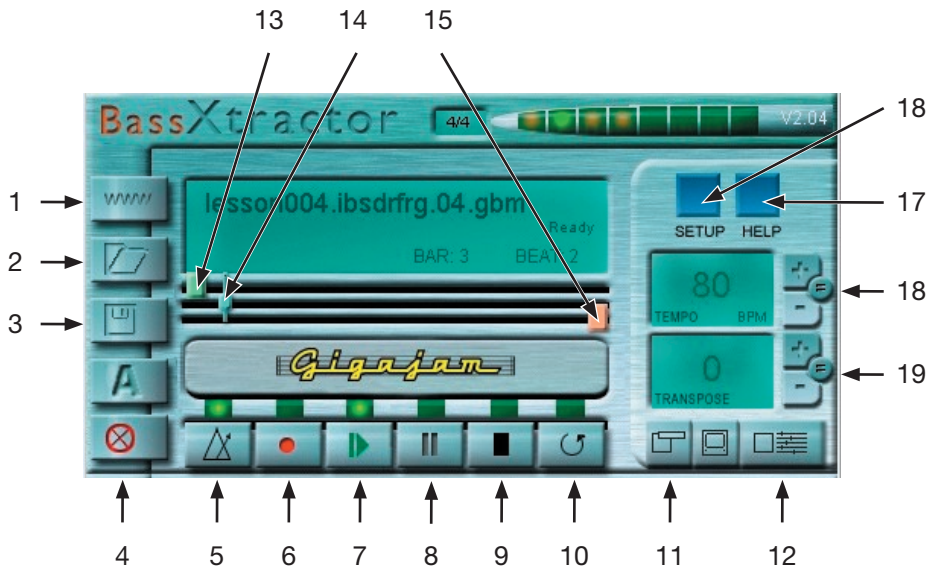 13 14 15
BassXtractor 4/4 V2.04
18
1 www
lesson004.ibsdrfrg.04.gbm
17
Ready
SETUP HELP
2
BAR: 3 BEAT: 2
80
18
3
TEMPO BPM
Gigajam
0
19
A
TRANSPOSE
4 5 6 7 8 9 10 11 12